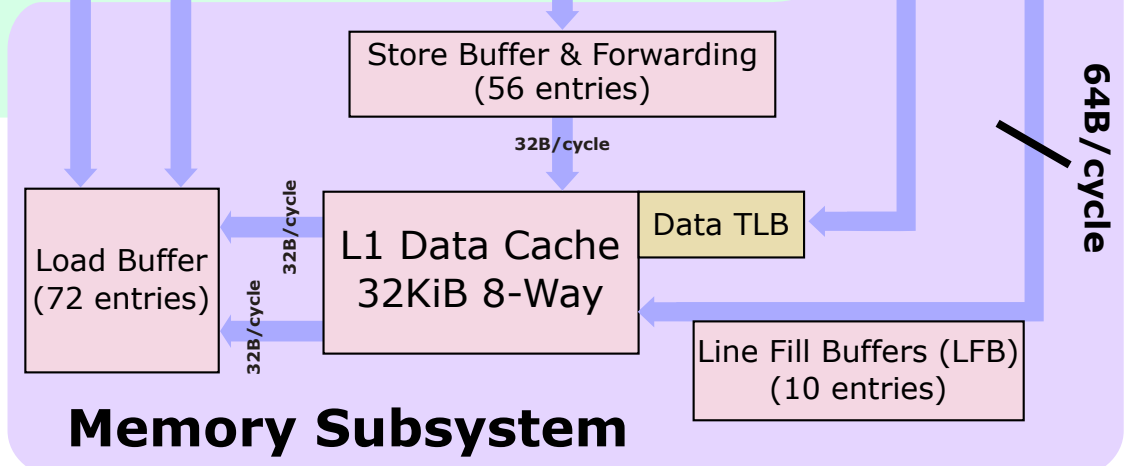 Store Buffer & Forwarding
(56 entries)
64B/cycle
32B/cycle
32B/cycle
L1 Data Cache
32KiB 8-Way
Data TLB
Load Buffer
(72 entries)
32B/cycle
Line Fill Buffers (LFB)
(10 entries)
Memory Subsystem